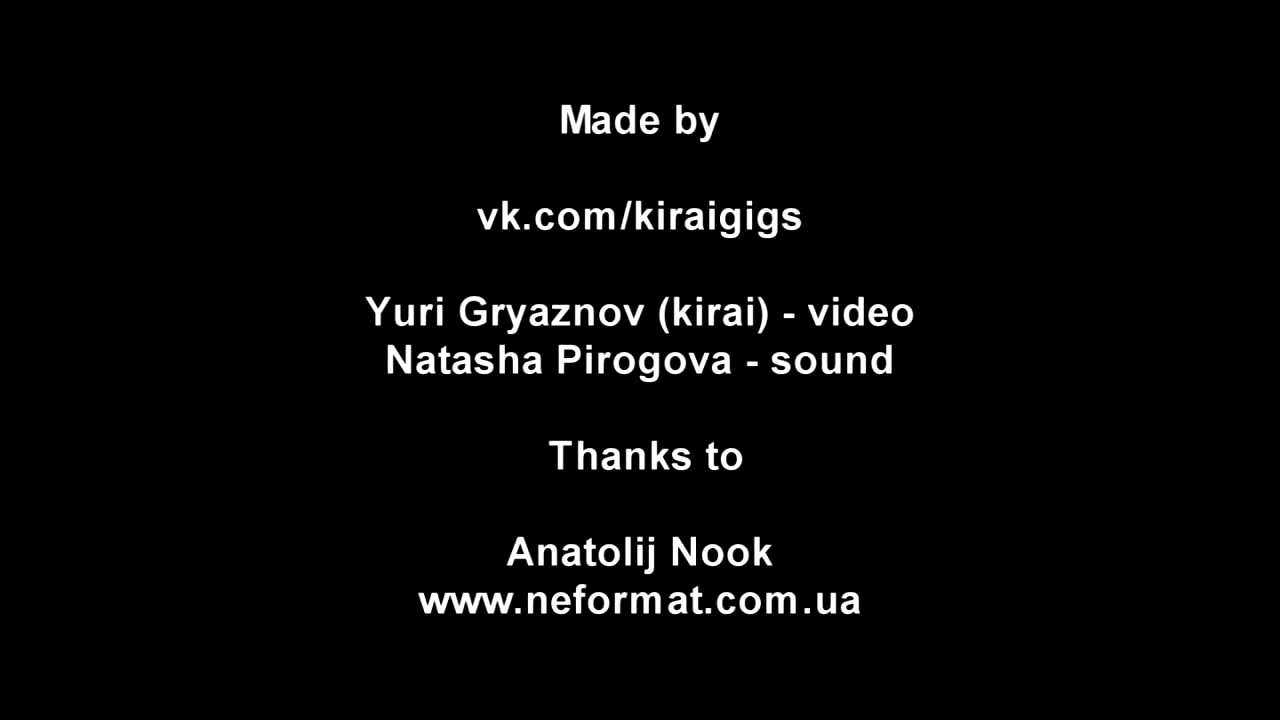 Made by
vk.com/kiraigigs
Yuri Gryaznov (kirai) - video
Natasha Pirogova - sound
Thanks to
Anatolij Nook
www.neformat.com.ua